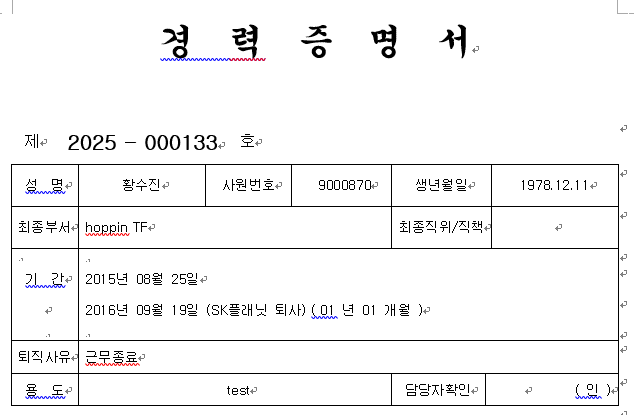 경 력 증 명 서
제 2025 - 000133 호
성 명 황수진 사원번호 9000870 생년월일 1978.12.11
최종부서 hoppin TF 최종직위/직책
기 간 2015년 08월 25일
2016년 09월 19일 (SK플래닛 퇴사) ( 01 년 01 개월 )
퇴직사유 근무종료
용 도 test 담당자확인 ( 인 )